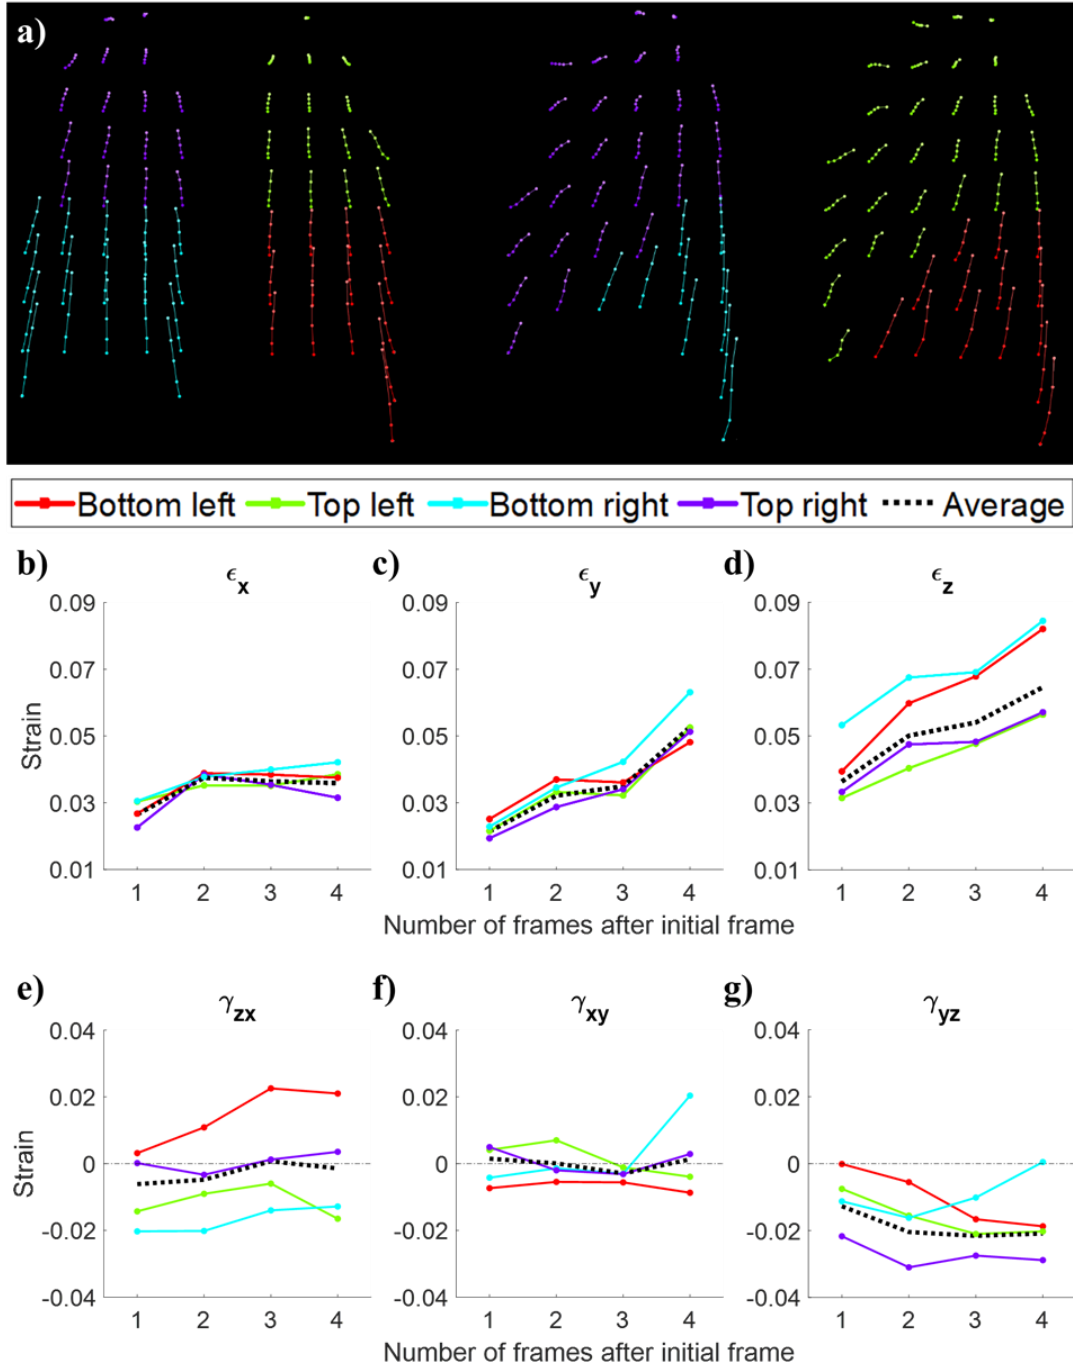 a)
Bottom left Top left Bottom right Top right Average
b) ϵx c) ϵy d) ϵz
0.09 0.09 0.09
0.07 0.07 0.07
0.05 0.05 0.05
0.03 0.03 0.03
0.01 0.01 0.01
Strain
1 2 3 4 1 2 3 4 1 2 3 4
Number of frames after initial frame
e) γzx f) γxy g) γyz
0.04 0.04 0.04
0.02 0.02 0.02
0 0 0
-0.02 -0.02 -0.02
-0.04 -0.04 -0.04
Strain
1 2 3 4 1 2 3 4 1 2 3 4
Number of frames after initial frame